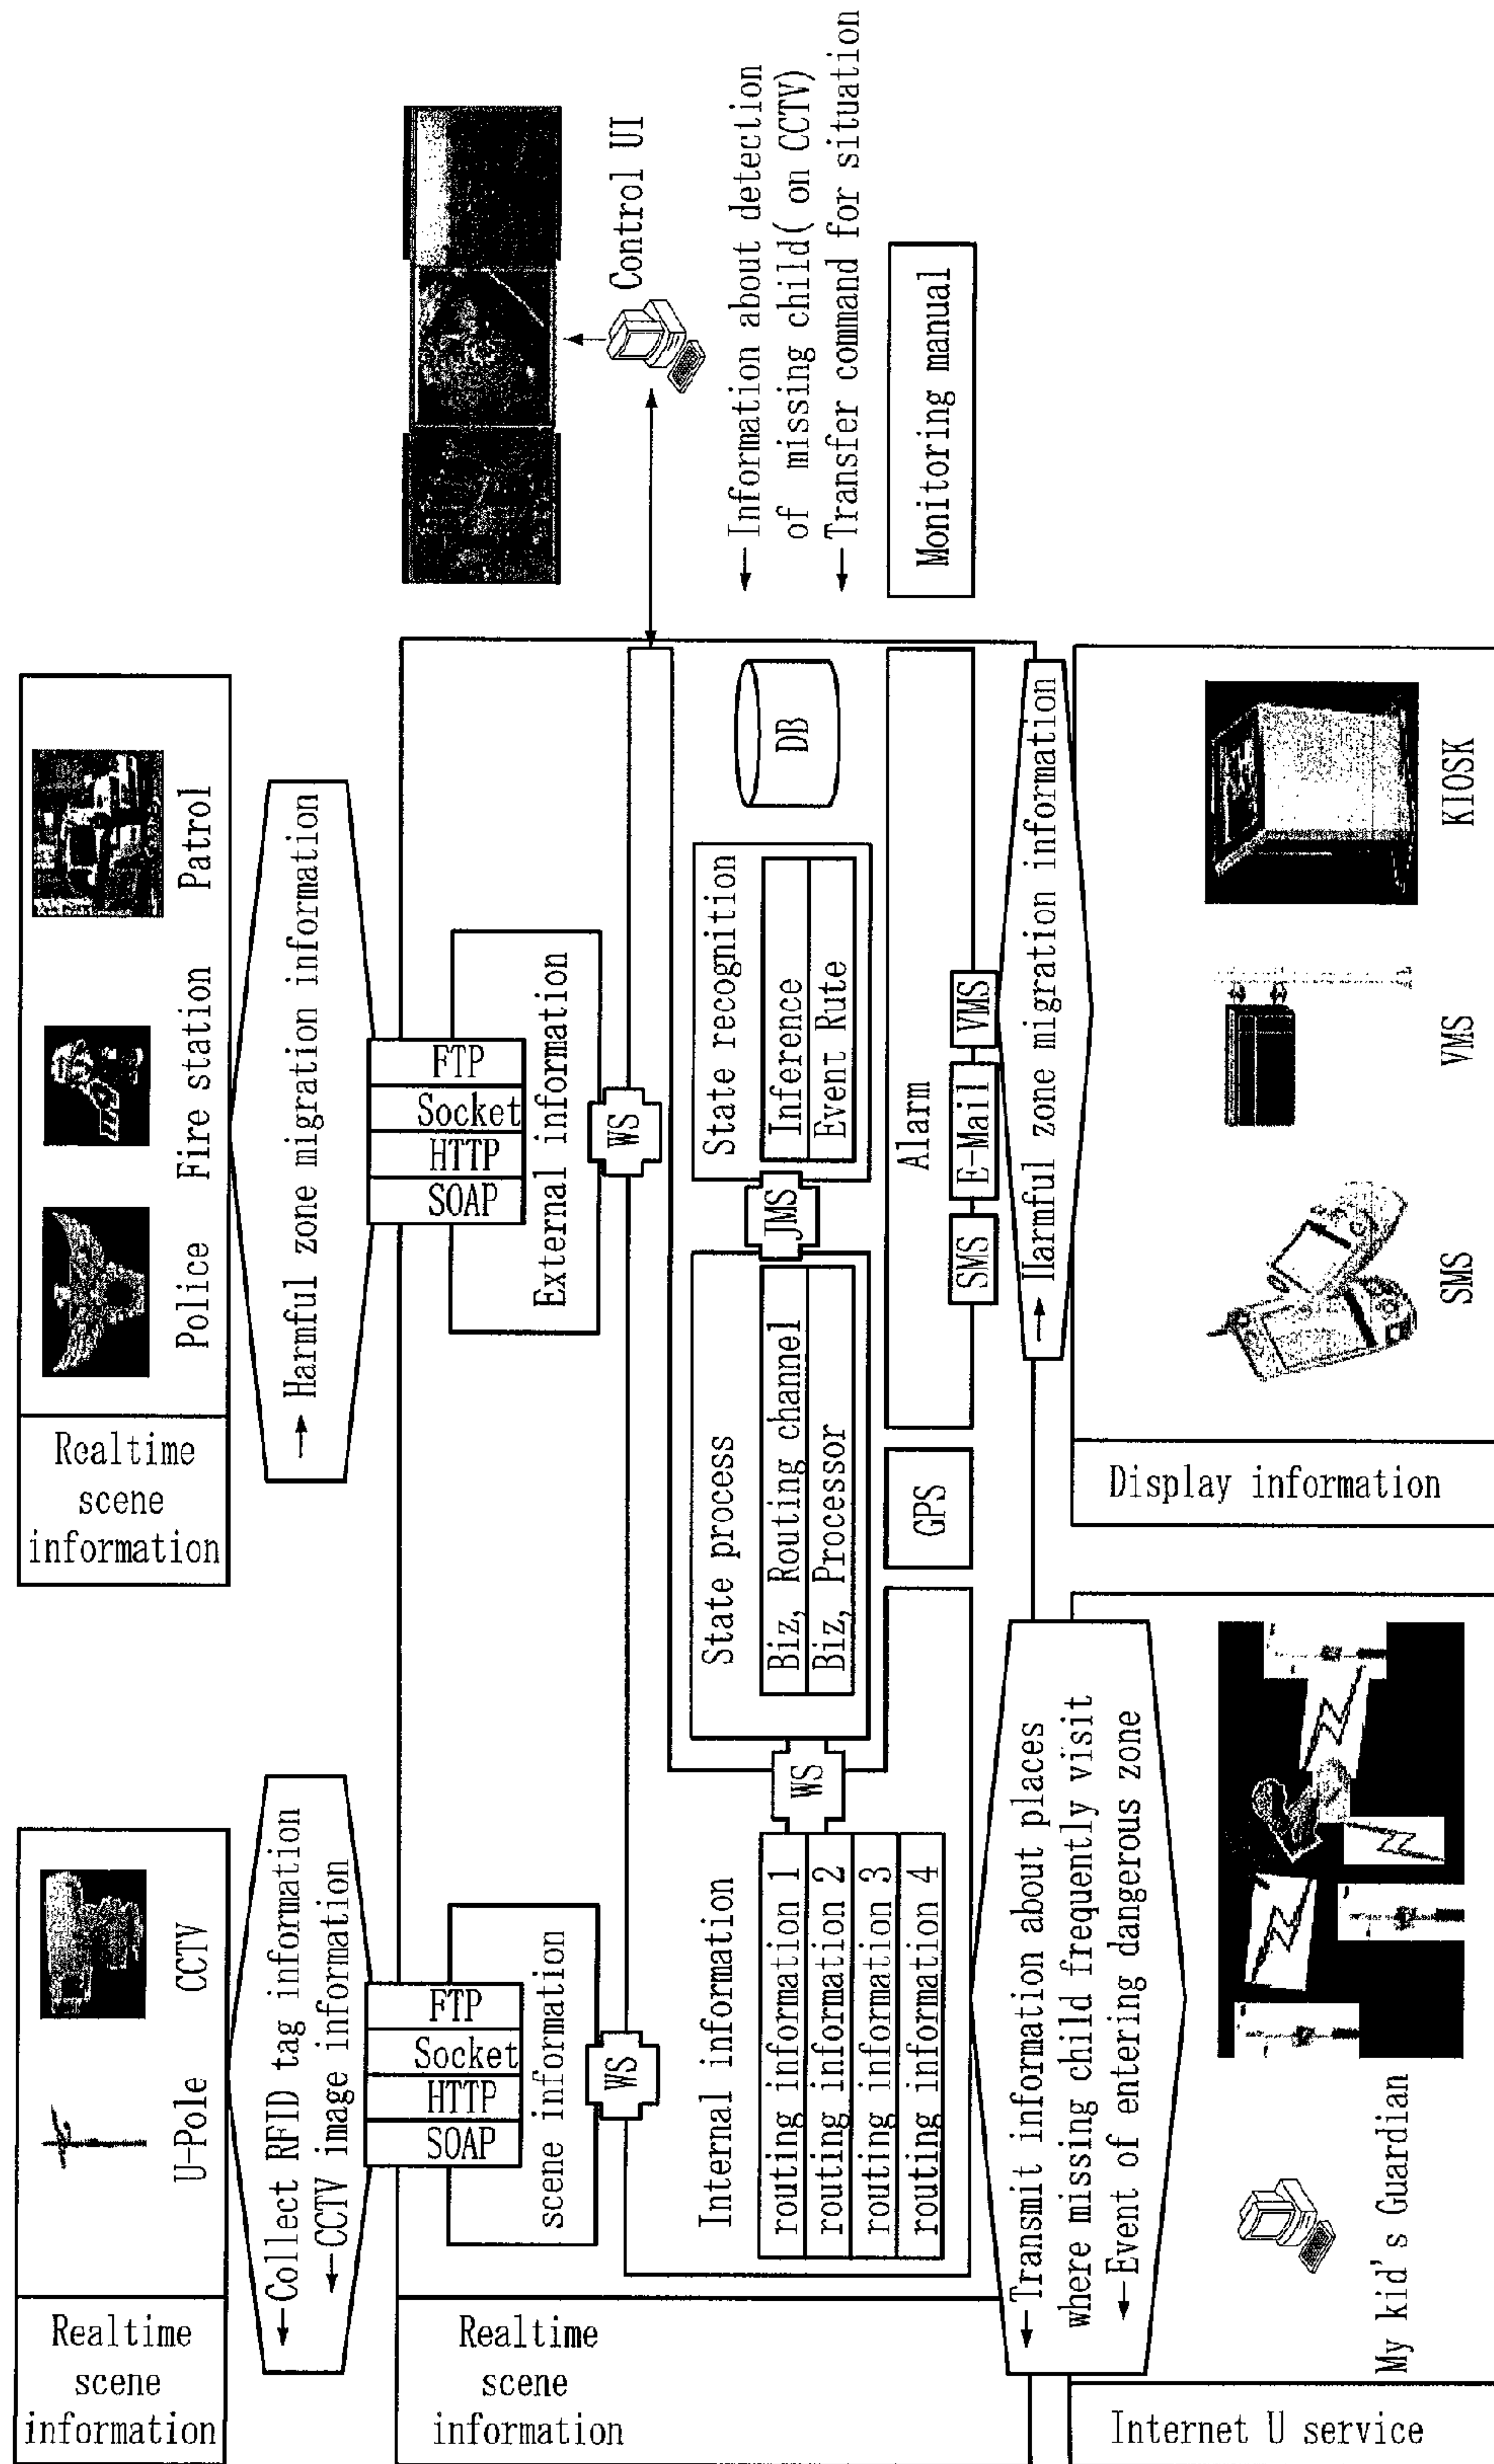 Realtime
scene
information
U-Pole
CCTV
Realtime
scene
information
Police
Fire station
Patrol
Collect RFID tag information
CCTV image information
Harmful zone migration information
Realtime
scene
information
SOAP
HTTP
Socket
FTP
scene information
WS
SOAP
HTTP
Socket
FTP
External information
WS
Control UI
Internal information
routing information 1
routing information 2
routing information 3
routing information 4
WS
State process
Biz, Routing channel
Biz, Processor
JMS
State recognition
Inference
Event Rute
DB
Information about detection
of missing child( on CCTV)
Transfer command for situation
GPS
Alarm
SMS
E-Mail
VMS
Monitoring manual
Transmit information about places
where missing child frequently visit
Event of entering dangerous zone
Harmful zone migration information
Internet U service
My kid's Guardian
Display information
SMS
VMS
KIOSK